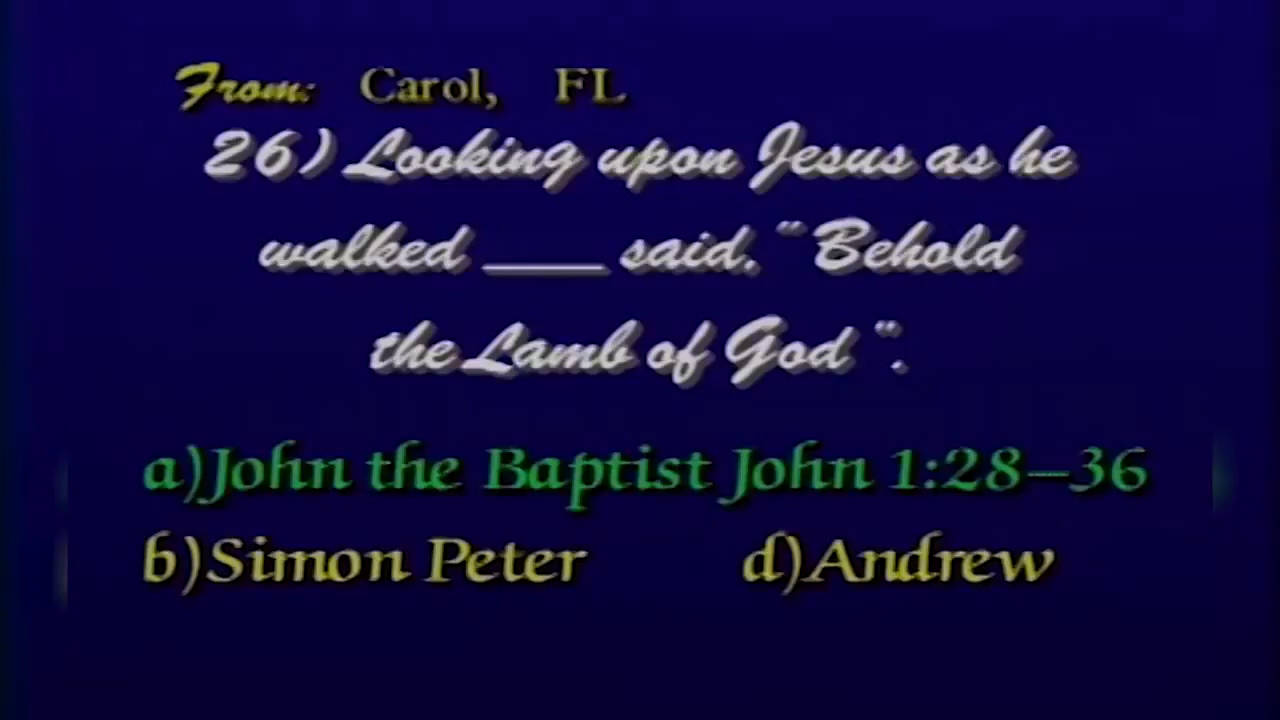 From: Carol, FL
26) Looking upon Jesus as he
walked ____ said. "Behold
the Lamb of God ".
a)John the Baptist John 1:28-36
b)Simon Peter d)Andrew